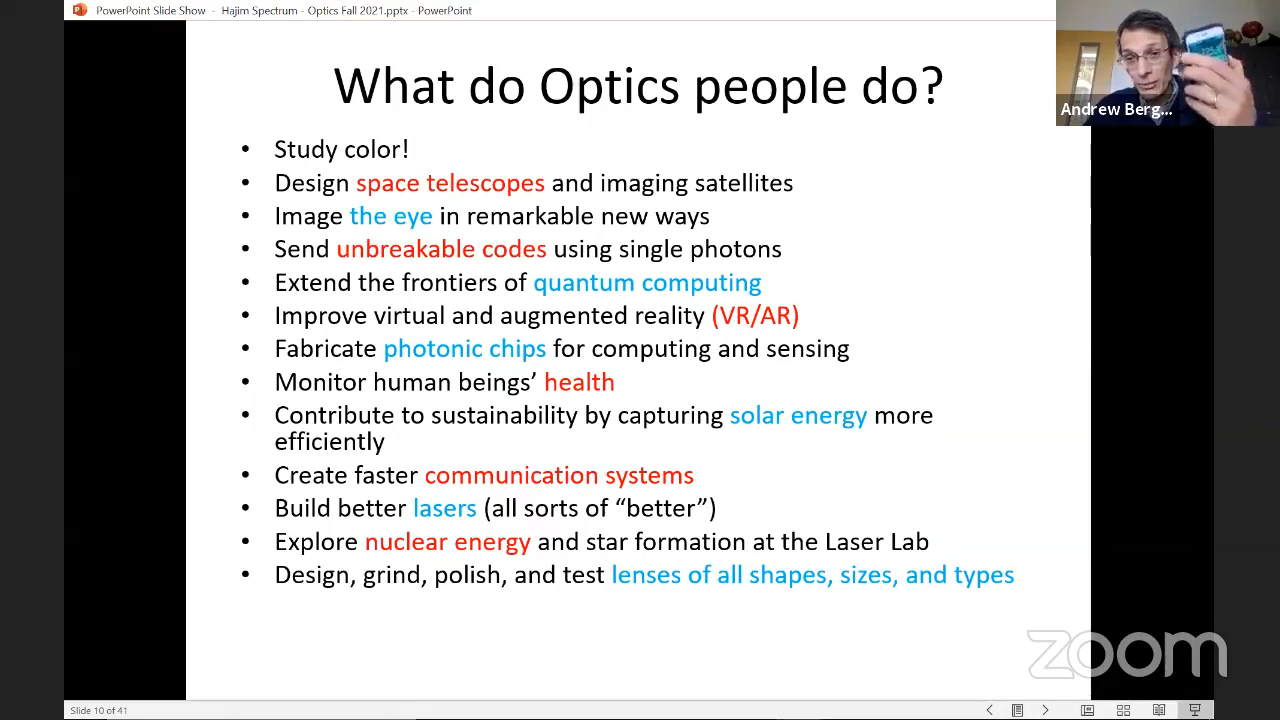 PowerPoint Slide Show - Hajim Spectrum - Optics Fall 2021.pptx - PowerPoint
What do Optics people do?
Andrew Berg...
• Study color!
• Design space telescopes and imaging satellites
• Image the eye in remarkable new ways
• Send unbreakable codes using single photons
• Extend the frontiers of quantum computing
• Improve virtual and augmented reality (VR/AR)
• Fabricate photonic chips for computing and sensing
• Monitor human beings’ health
• Contribute to sustainability by capturing solar energy more
efficiently
• Create faster communication systems
• Build better lasers (all sorts of “better”)
• Explore nuclear energy and star formation at the Laser Lab
• Design, grind, polish, and test lenses of all shapes, sizes, and types
zoom
Slide 10 of 41